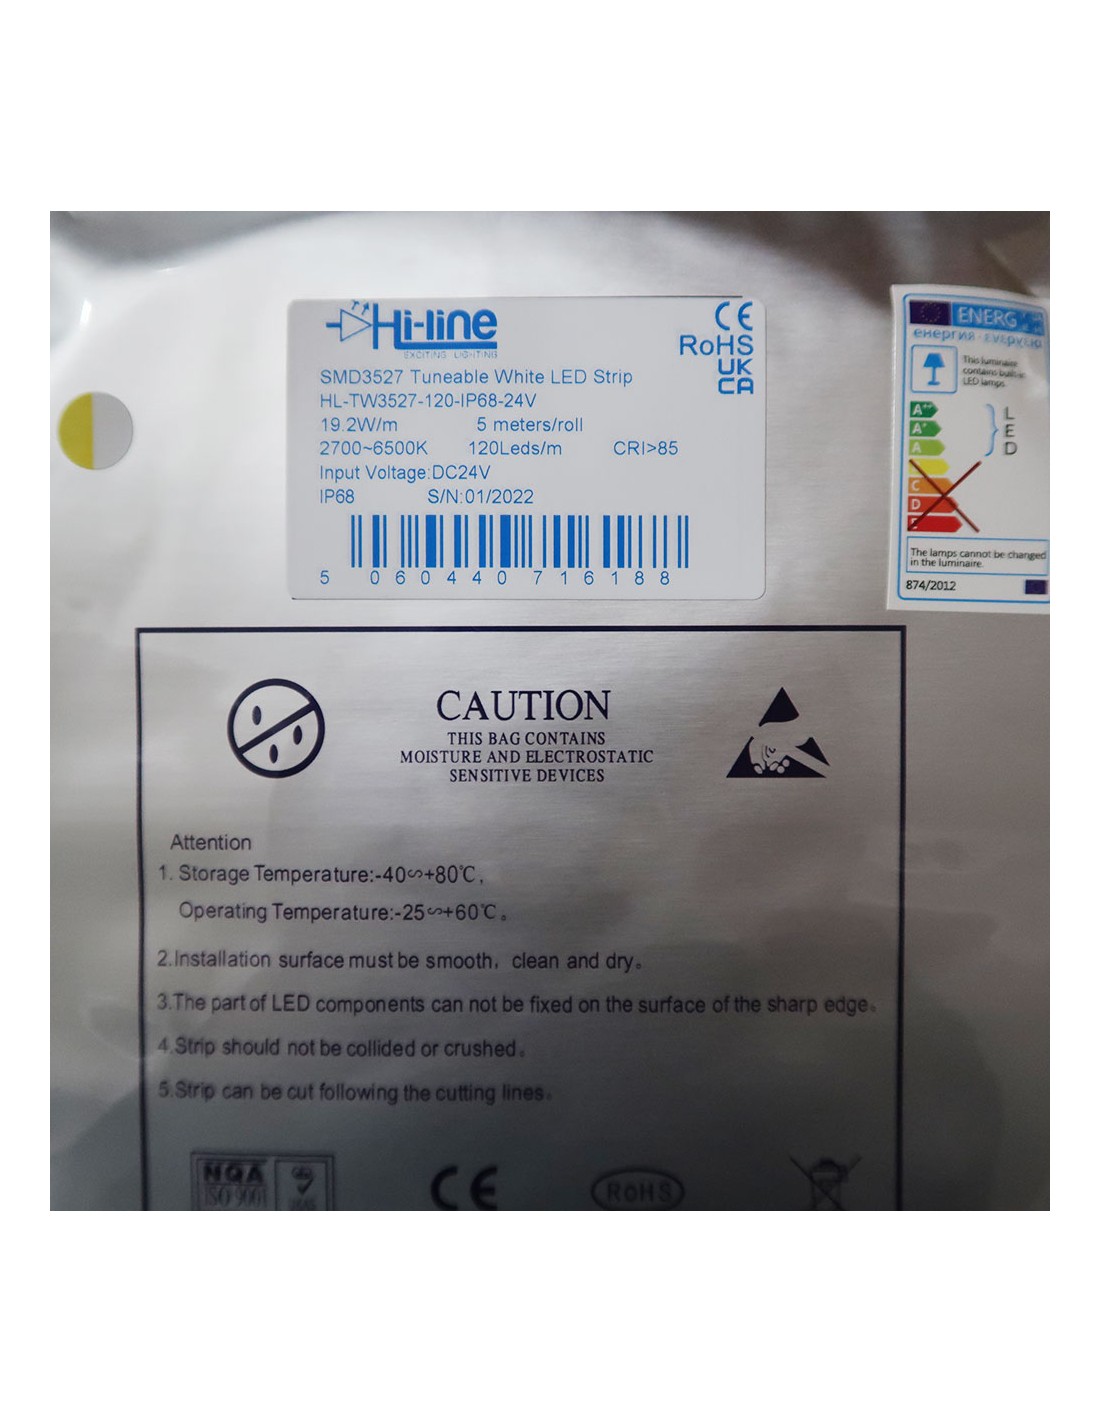 Hi-line
EXCITING LIGHTING
CE
RoHS
UK
CA
SMD3527 Tuneable White LED Strip
HL-TW3527-120-IP68-24V
19.2W/m 5 meters/roll
2700~6500K 120Leds/m CRI>85
Input Voltage:DC24V
IP68 S/N:01/2022
5 060440 716188
ENERG
енергия · ενεργεια
This luminaire
contains built-in
LED lamps.
A++
A+
A
C
D
L
E
D
The lamps cannot be changed
in the luminaire.
874/2012
CAUTION
THIS BAG CONTAINS
MOISTURE AND ELECTROSTATIC
SENSITIVE DEVICES
Attention
1. Storage Temperature:-40∽+80℃,
Operating Temperature:-25∽+60℃。
2.Installation surface must be smooth, clean and dry。
3.The part of LED components can not be fixed on the surface of the sharp edge。
4.Strip should not be collided or crushed。
5.Strip can be cut following the cutting lines。
NQA
ISO 9001
CE
RoHS